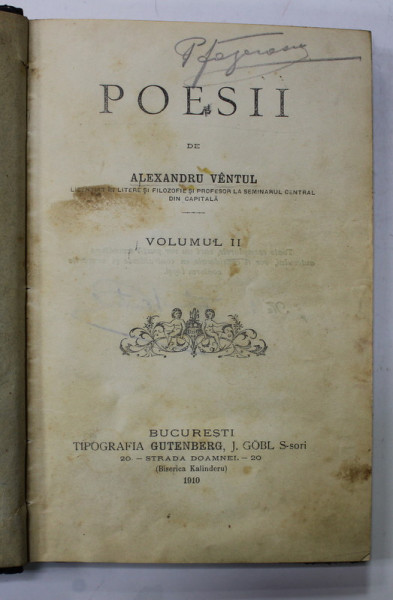 POESII
DE
ALEXANDRU VÉNTUL
LICENȚIAT ÎN LITERE ȘI FILOZOFIE ȘI PROFESOR LA SEMINARUL CENTRAL
DIN CAPITALĂ
VOLUMUL II
BUCUREȘTI
TIPOGRAFIA GUTENBERG, J. GÖBL S-sori
20. — STRADA DOAMNEI — 20
(Biserica Kalinderu)
1910